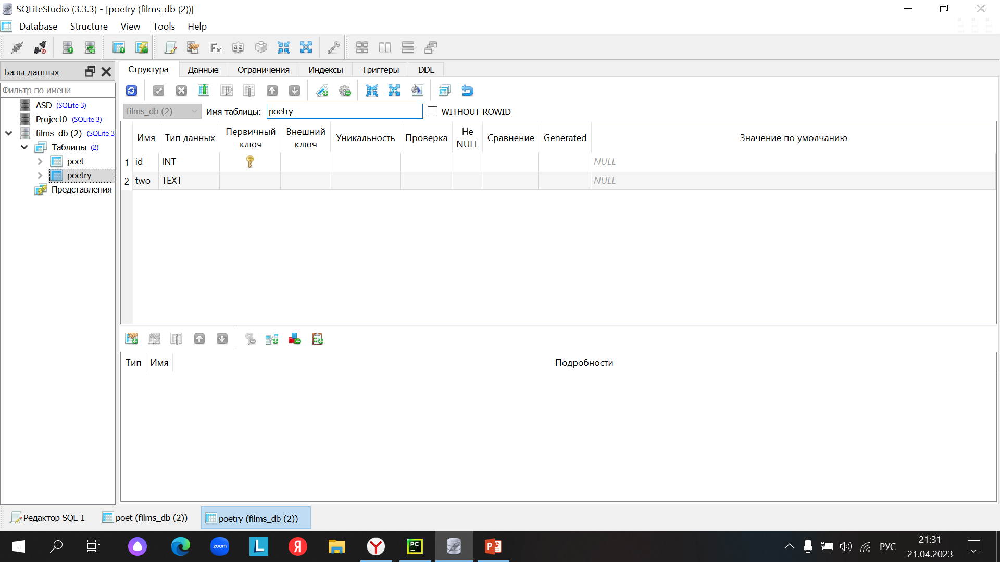 SQLiteStudio (3.3.3) - [poetry (films_db (2))]
Database Structure View Tools Help
Базы данных
Структура Данные Ограничения Индексы Триггеры DDL
Фильтр по имени
films_db (2) Имя таблицы: poetry WITHOUT ROWID
ASD (SQLite 3)
Project0 (SQLite 3)
films_db (2) (SQLite 3)
Таблицы (2)
poet
poetry
Представления
Имя Тип данных Первичный ключ Внешний ключ Уникальность Проверка Не NULL Сравнение Generated Значение по умолчанию
1 id INT NULL
2 two TEXT NULL
Тип Имя Подробности
Редактор SQL 1 poet (films_db (2)) poetry (films_db (2))
zoom L Я Y PC P
РУС
21:31
21.04.2023